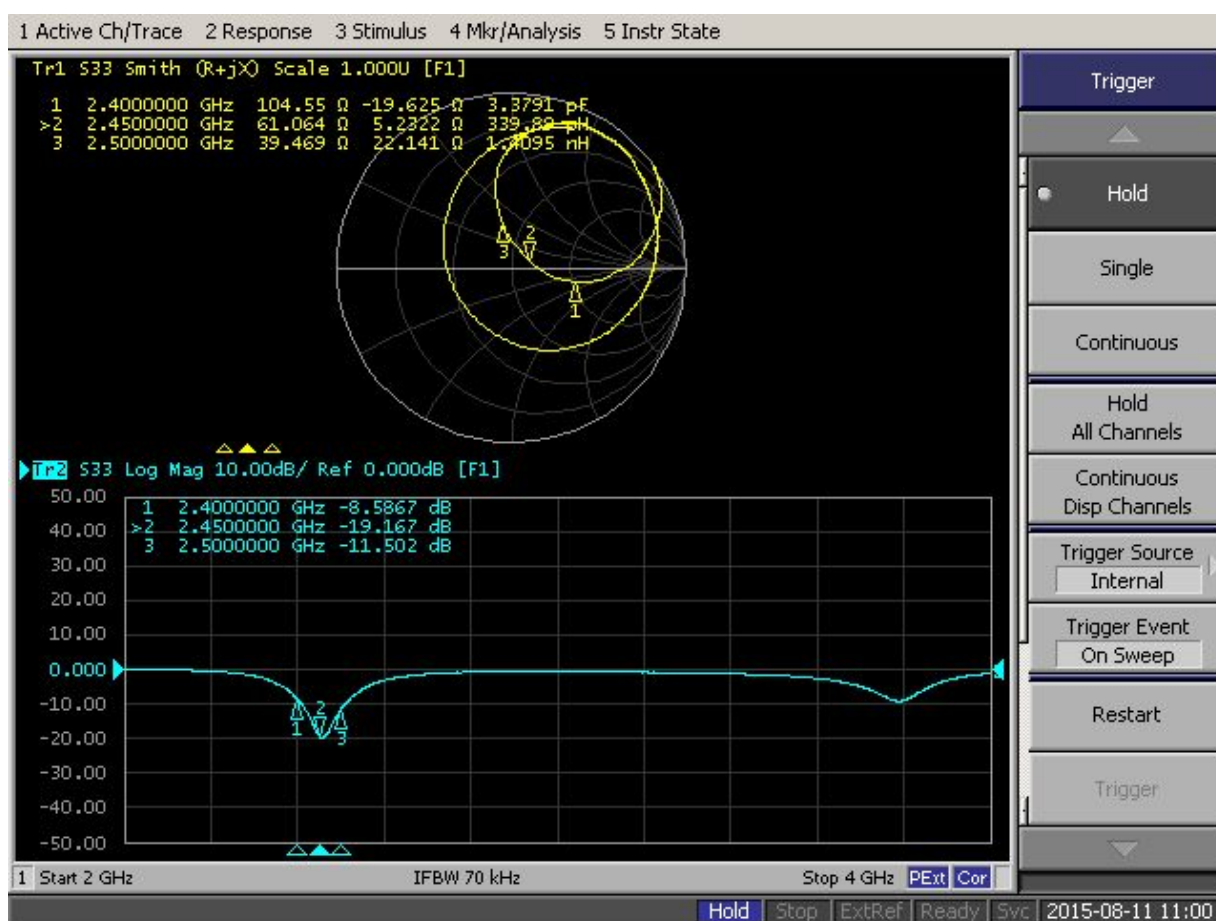 1 Active Ch/Trace 2 Response 3 Stimulus 4 Mkr/Analysis 5 Instr State
Tr1 S33 Smith (R+jX) Scale 1.000U [F1]
1 2.4000000 GHz 104.55 Ω -19.625 Ω 3.3791 pF
>2 2.4500000 GHz 61.064 Ω 5.2322 Ω 339.89 pH
3 2.5000000 GHz 39.469 Ω 22.141 Ω 1.4095 nH
2
3
1
Tr2 S33 Log Mag 10.00dB/ Ref 0.000dB [F1]
50.00
40.00
30.00
20.00
10.00
0.000
-10.00
-20.00
-30.00
-40.00
-50.00
1 2.4000000 GHz -8.5867 dB
>2 2.4500000 GHz -19.167 dB
3 2.5000000 GHz -11.502 dB
2
1
3
1 Start 2 GHz IFBW 70 kHz Stop 4 GHz PExt Cor
Trigger
Hold
Single
Continuous
Hold
All Channels
Continuous
Disp Channels
Trigger Source
Internal
Trigger Event
On Sweep
Restart
Trigger
Hold Stop ExtRef Ready Svc 2015-08-11 11:00